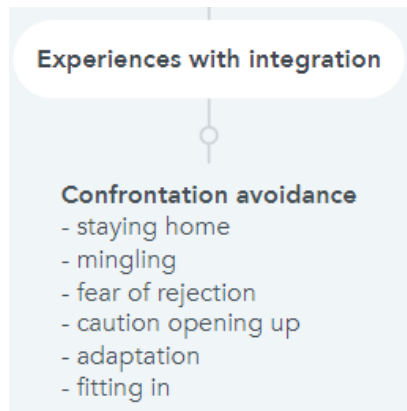 Experiences with integration
Confrontation avoidance
- staying home
- mingling
- fear of rejection
- caution opening up
- adaptation
- fitting in